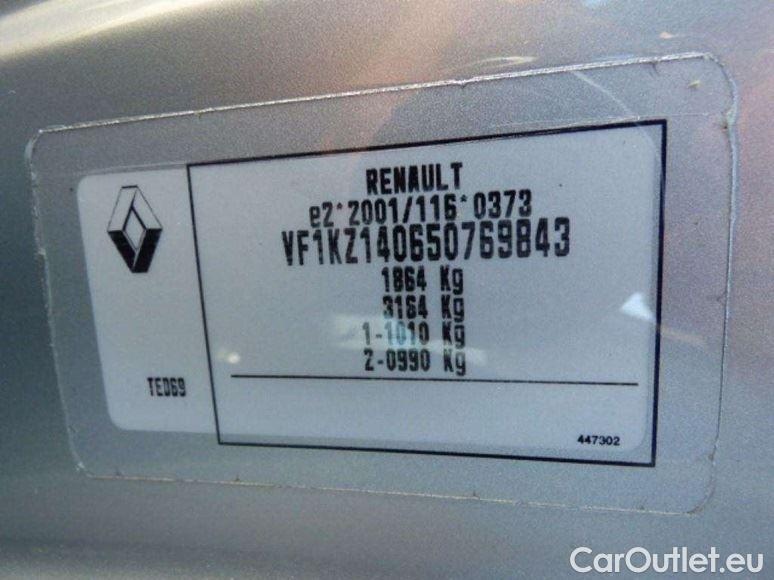 RENAULT
e2*2001/116*0373
VF1KZ140650769843
1864 Kg
3164 Kg
1-1010 Kg
2-0990 Kg
TED69
447302
CarOutlet.eu